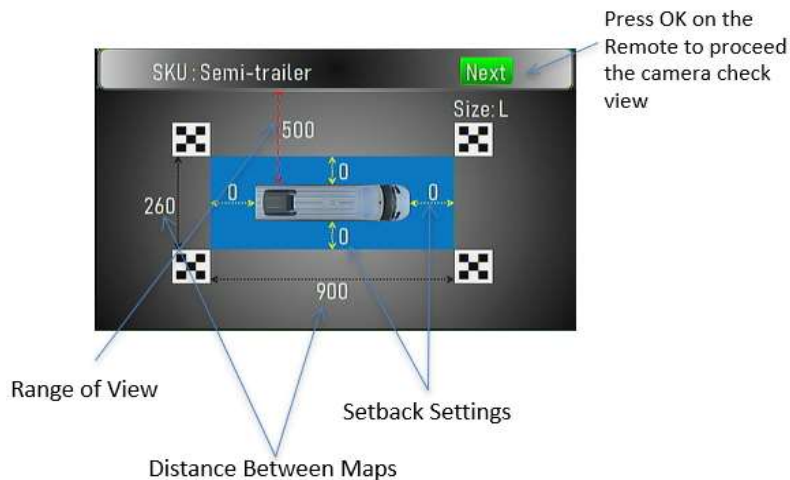 Press OK on the
Remote to proceed
the camera check
view
SKU : Semi-trailer
Next
Size: L
500
0
0
0
260
0
900
Range of View
Setback Settings
Distance Between Maps